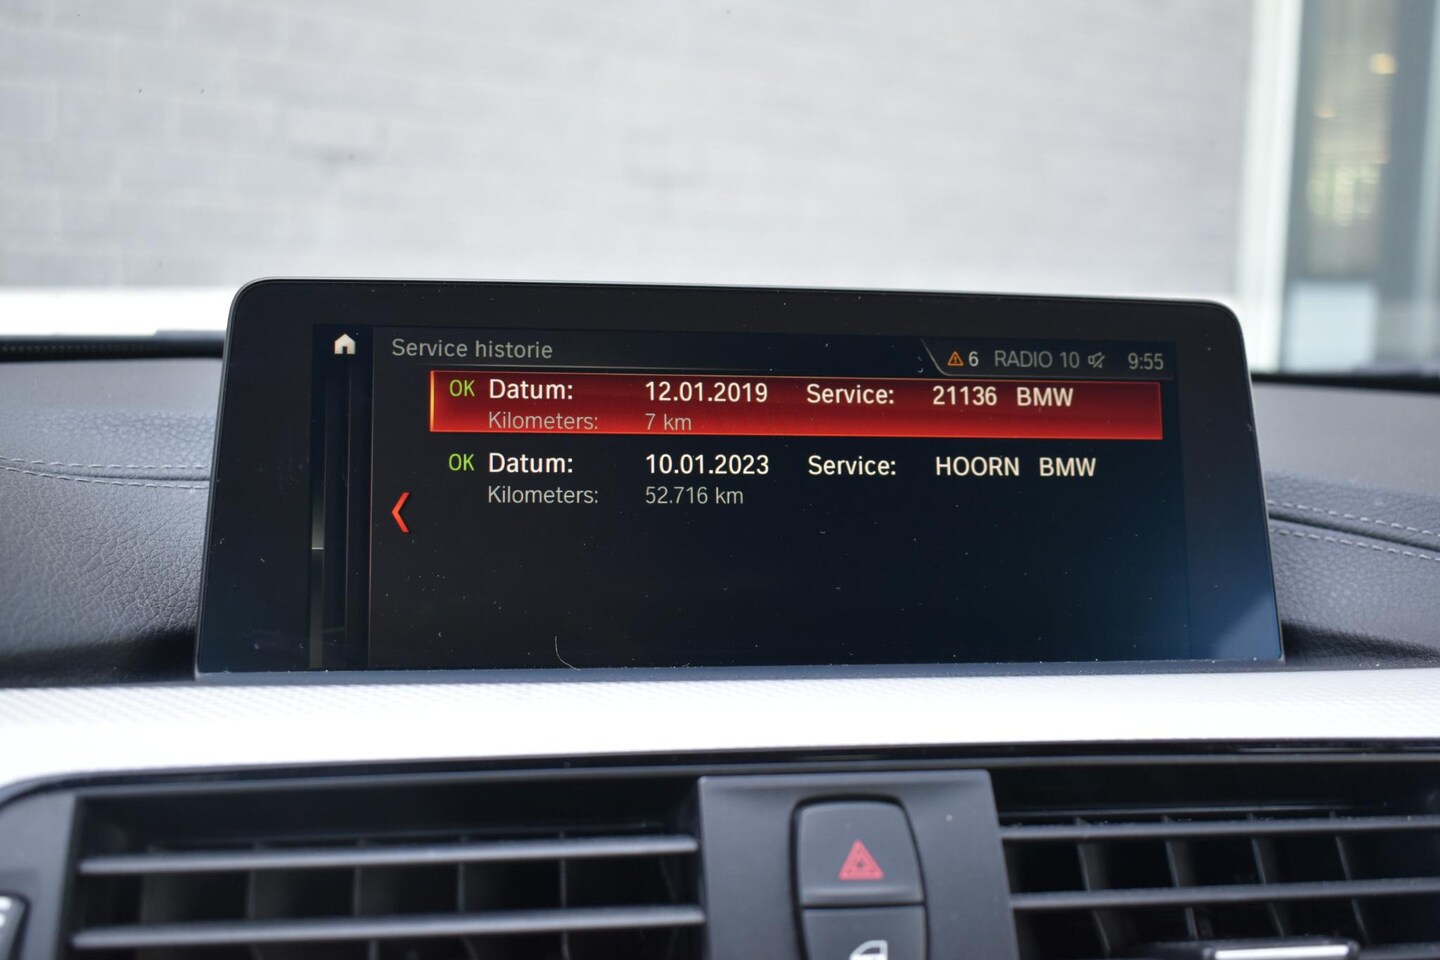 Service historie
6 RADIO 10 9:55
OK Datum: 12.01.2019 Service: 21136 BMW
Kilometers: 7 km
OK Datum: 10.01.2023 Service: HOORN BMW
Kilometers: 52.716 km